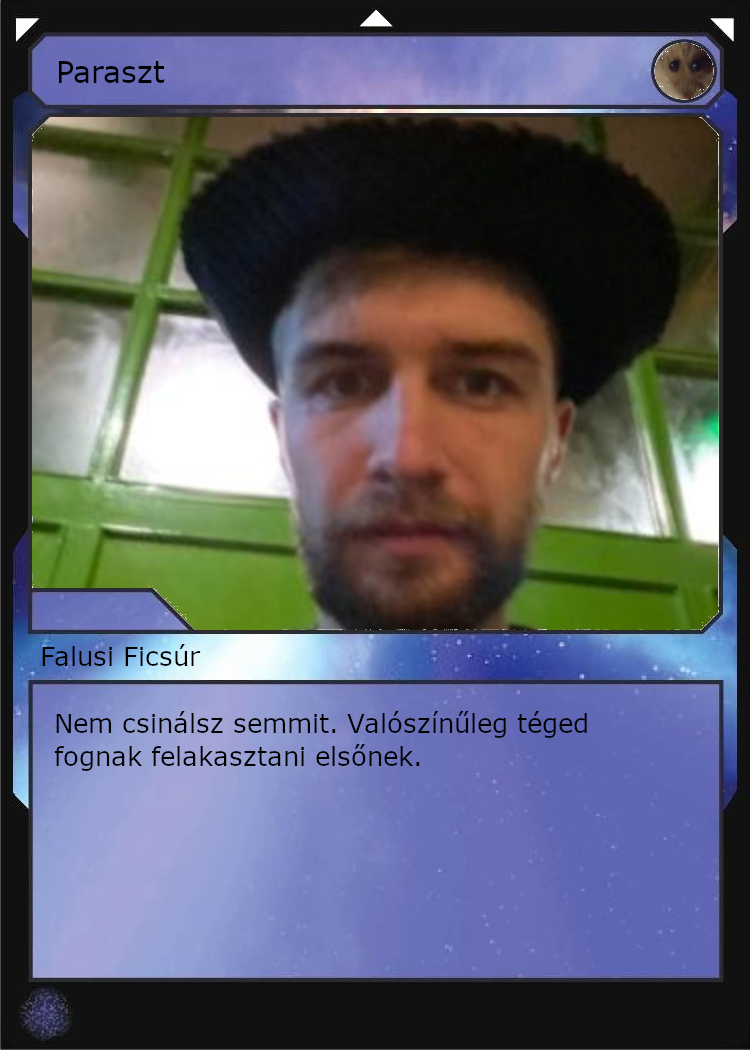 Paraszt
Falusi Ficsúr
Nem csinálsz semmit. Valószínűleg téged
fognak felakasztani elsőnek.